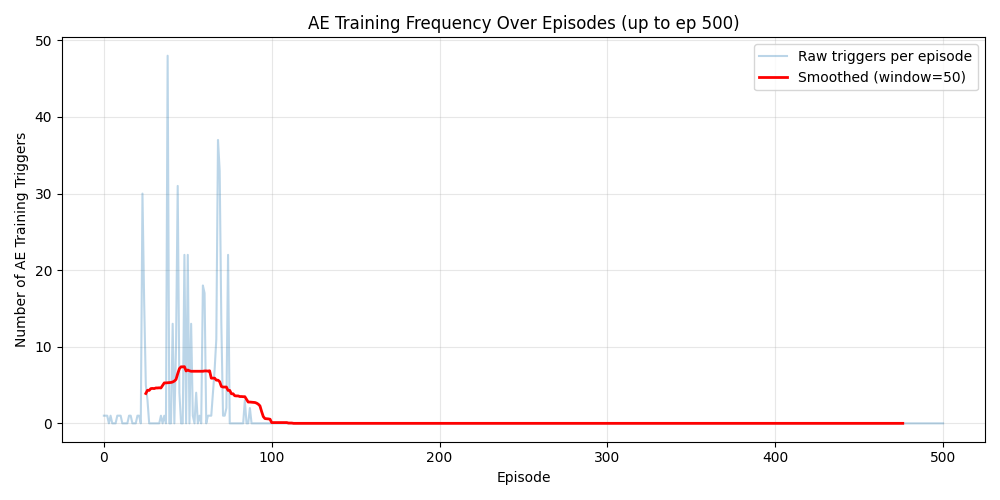 AE Training Frequency Over Episodes (up to ep 500)
Raw triggers per episode
Smoothed (window=50)
Number of AE Training Triggers
50
40
30
20
10
0
0 100 200 300 400 500
Episode